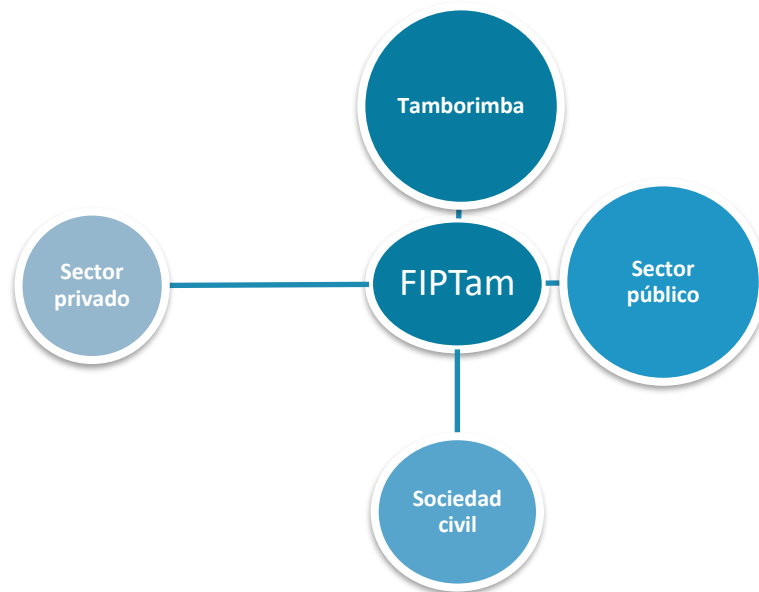 Tamborimba
Sector
privado
FIPTam
Sector
público
Sociedad
civil